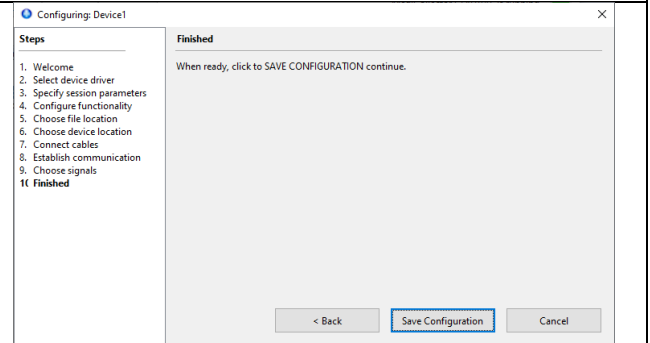 Configuring: Device1
Steps
1. Welcome
2. Select device driver
3. Specify session parameters
4. Configure functionality
5. Choose file location
6. Choose device location
7. Connect cables
8. Establish communication
9. Choose signals
1( Finished
Finished
When ready, click to SAVE CONFIGURATION continue.
< Back Save Configuration Cancel